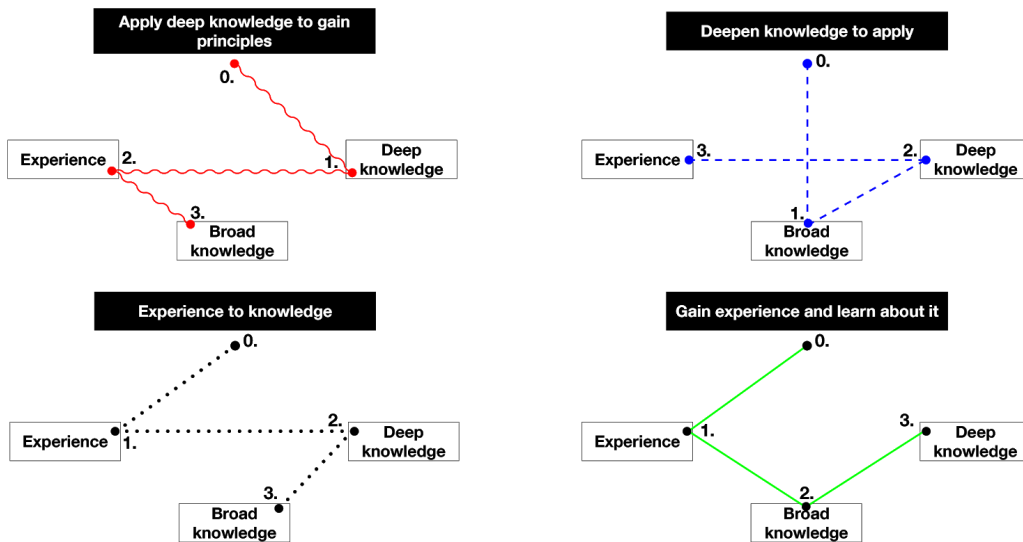 Apply deep knowledge to gain
principles
0.
Experience
2.
1.
Deep
knowledge
3.
Broad
knowledge
Deepen knowledge to apply
0.
Experience
3.
2.
Deep
knowledge
1.
Broad
knowledge
Experience to knowledge
0.
Experience
1.
2.
Deep
knowledge
3.
Broad
knowledge
Gain experience and learn about it
0.
Experience
1.
3.
Deep
knowledge
2.
Broad
knowledge